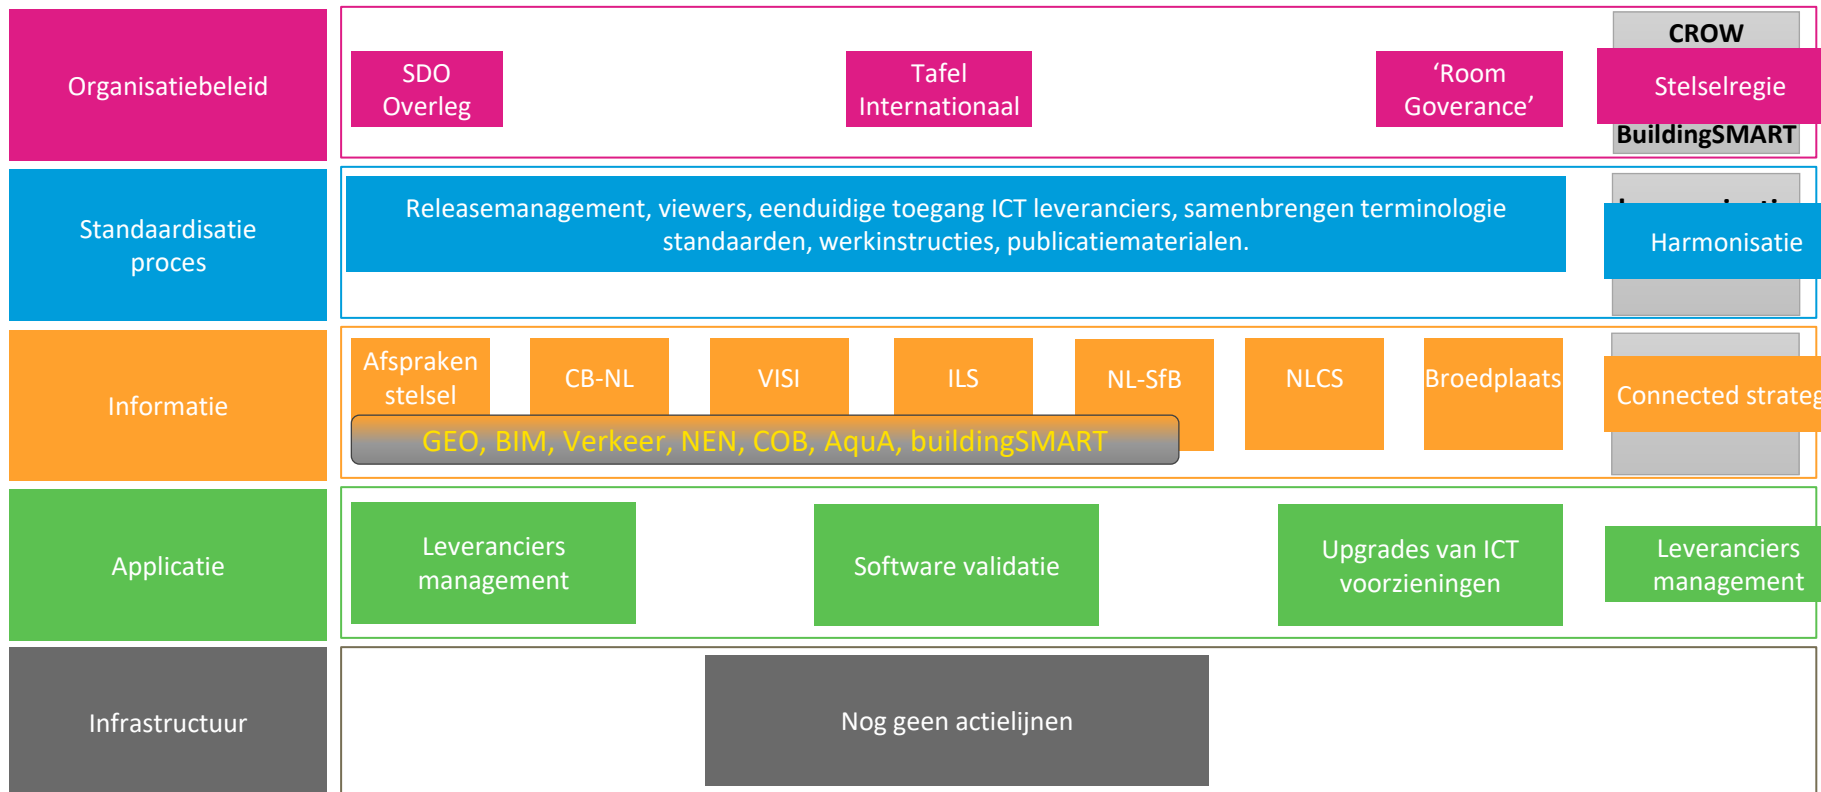 Organisatiebeleid
SDO
Overleg
Tafel
Internationaal
‘Room
Goverance’
CROW
Stelselregie
BuildingSMART
Standaardisatie
proces
Releasemanagement, viewers, eenduidige toegang ICT leveranciers, samenbrengen terminologie
standaarden, werkinstructies, publicatiematerialen.
Harmonisatie
Informatie
Afspraken
stelsel
CB-NL
VISI
ILS
NL-SfB
NLCS
Broedplaats
Connected strateg
GEO, BIM, Verkeer, NEN, COB, AquA, buildingSMART
Applicatie
Leveranciers
management
Software validatie
Upgrades van ICT
voorzieningen
Leveranciers
management
Infrastructuur
Nog geen actielijnen